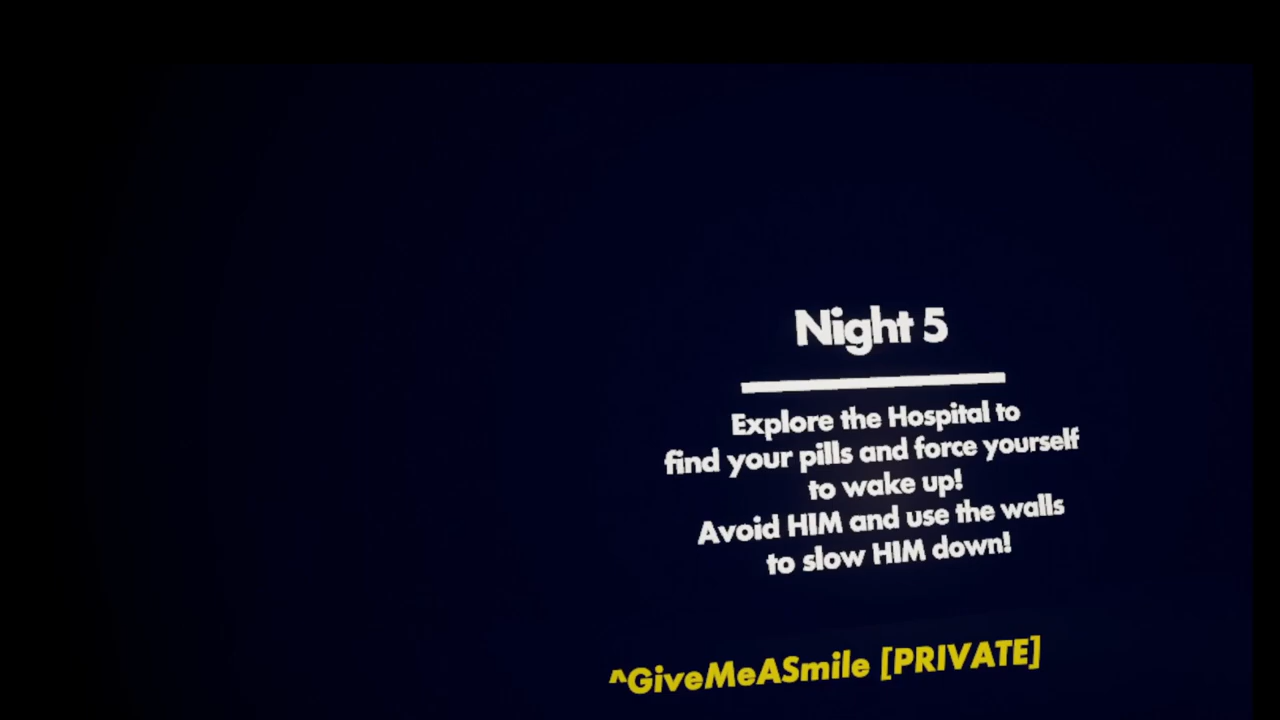 Night 5
Explore the Hospital to
find your pills and force yourself
to wake up!
Avoid HIM and use the walls
to slow HIM down!
^GiveMeASmile [PRIVATE]